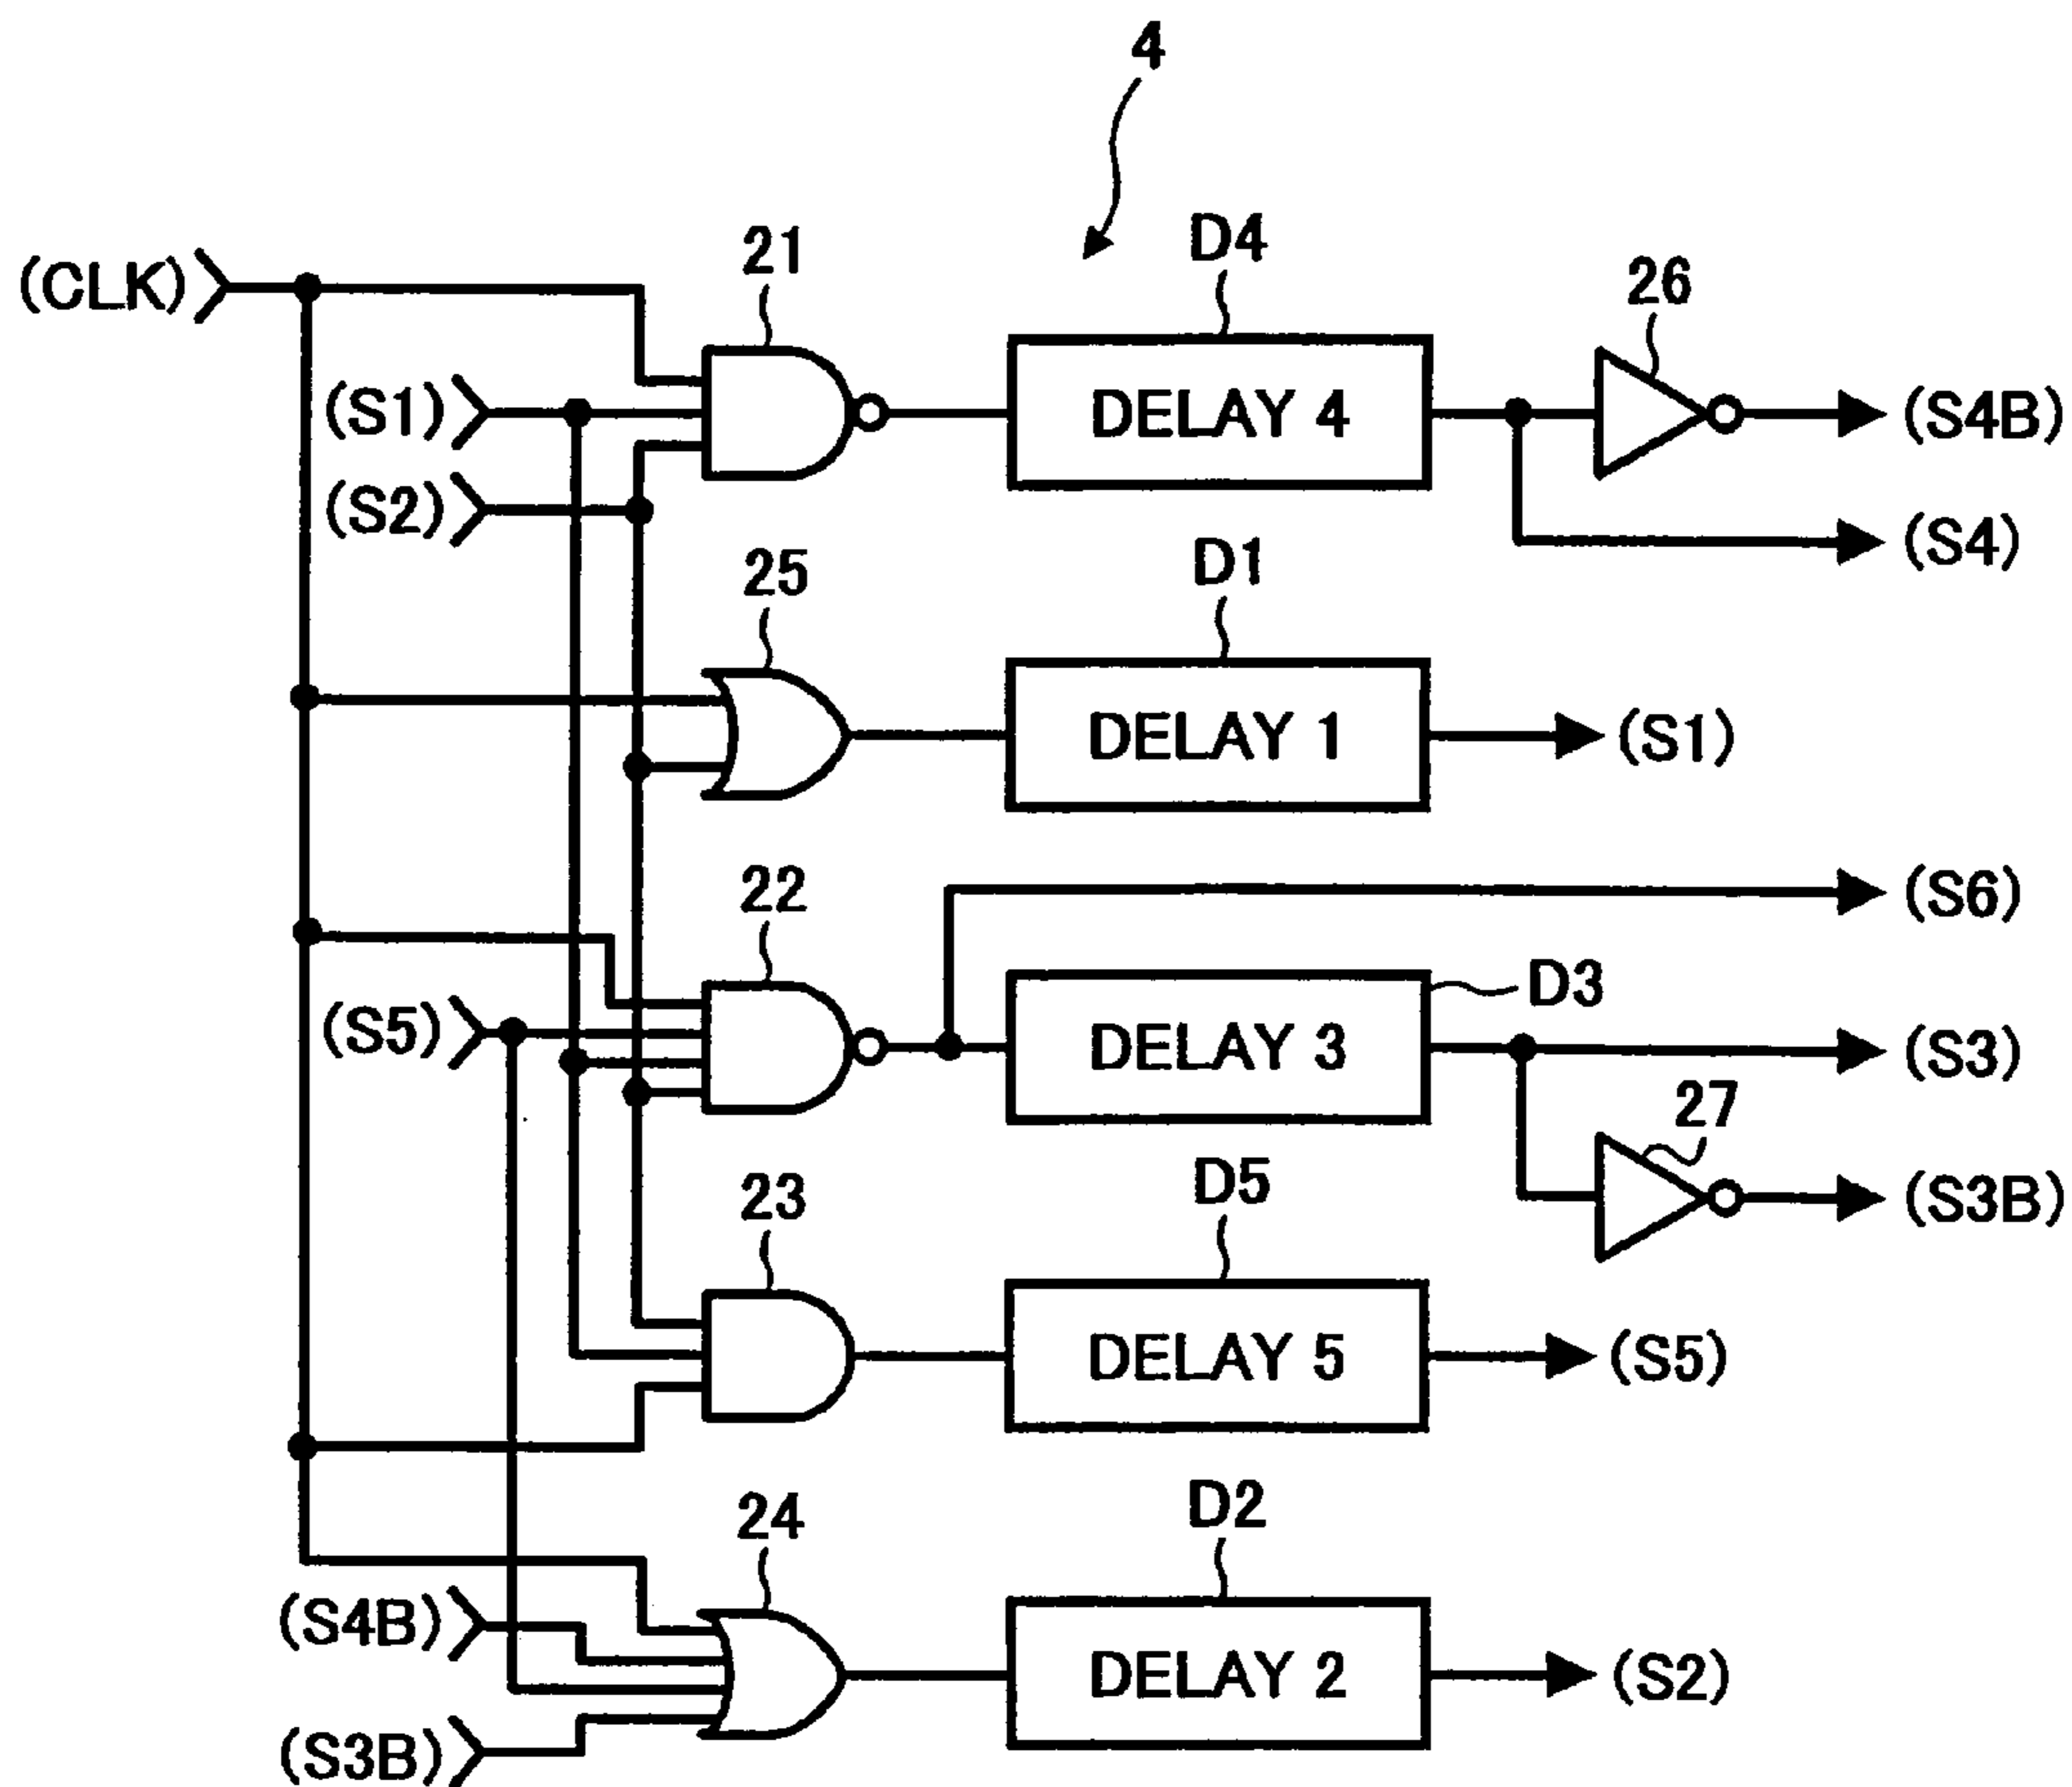 4
21
D4
26
(CLK)
(S1)
DELAY 4
(S4B)
(S2)
(S4)
25
D1
DELAY 1
(S1)
22
(S6)
D3
(S5)
DELAY 3
(S3)
27
23
D5
(S3B)
DELAY 5
(S5)
24
D2
(S4B)
DELAY 2
(S2)
(S3B)